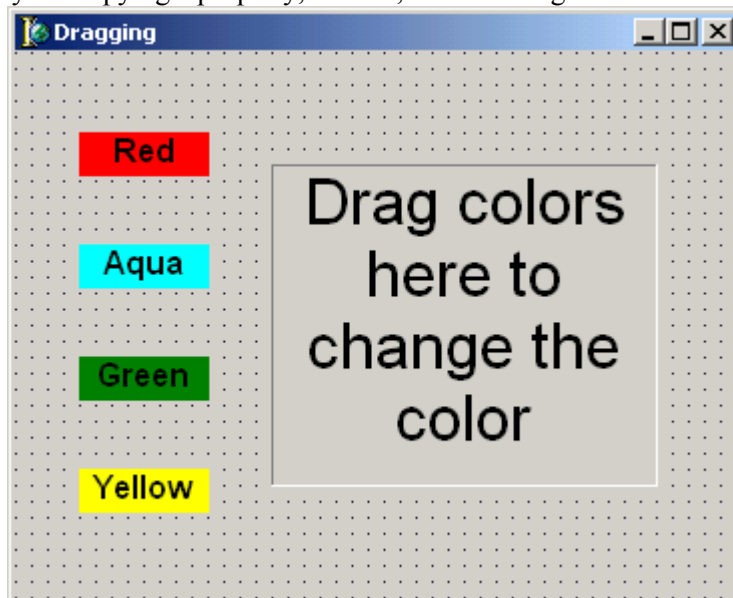 Dragging
Red
Aqua
Green
Yellow
Drag colors
here to
change the
color